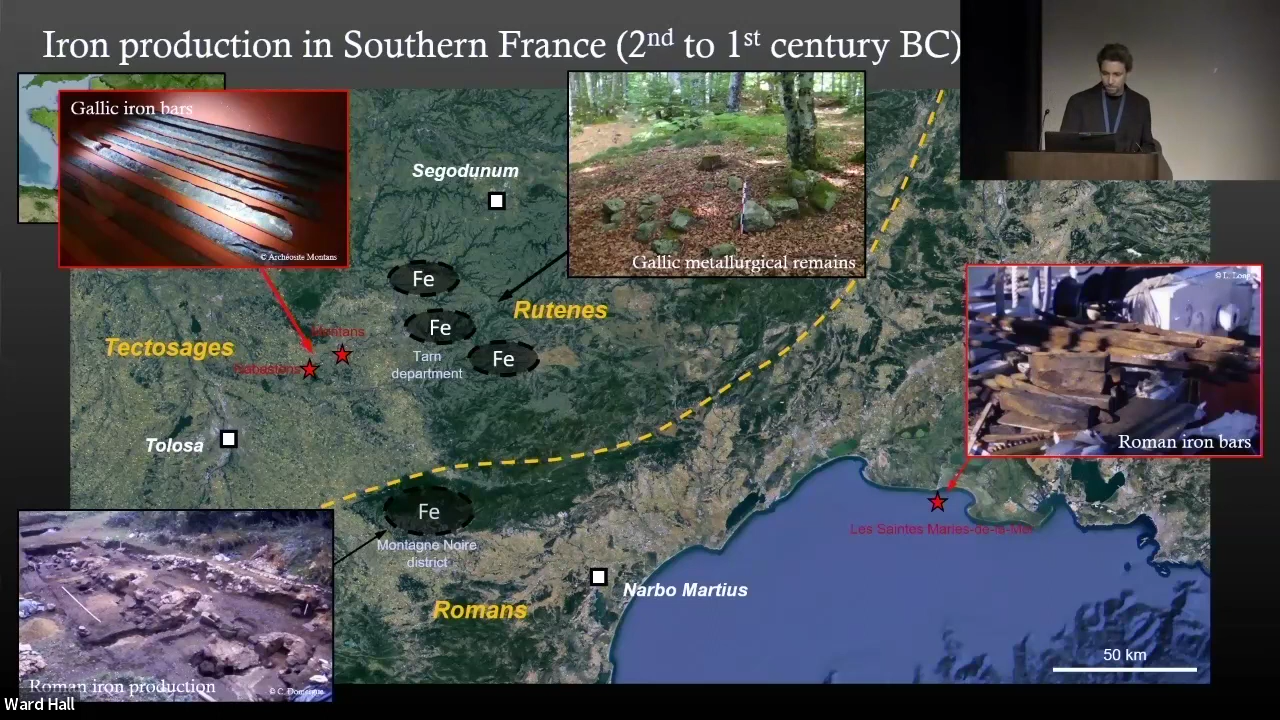 Iron production in Southern France (2nd to 1st century BC)
Gallic iron bars
© Archéosite Montans
Segodunum
Gallic metallurgical remains
Fe
Rutenes
Fe
Tarn
department
Fe
Tectosages
Montans
Tolosa
© L. Long
Roman iron bars
Fe
Montagne Noire
district
Les Saintes Maries-de-la-Mer
Narbo Martius
Romans
50 km
Roman iron production
© C. Domergue
Ward Hall